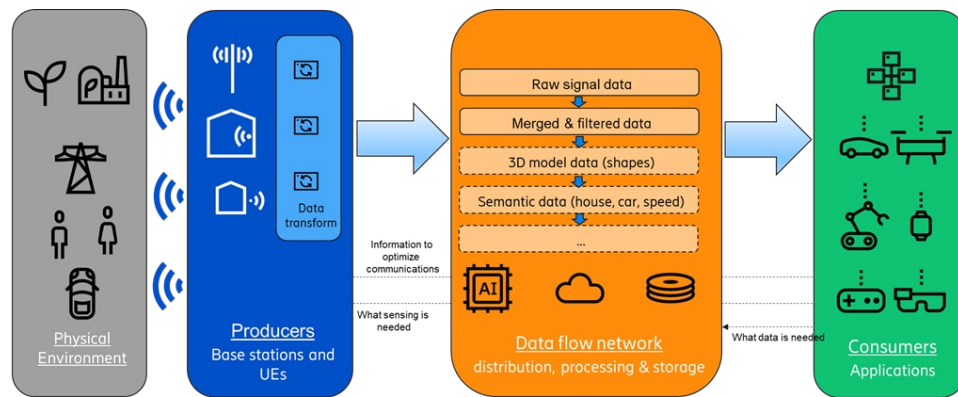 Physical
Environment
Data
transform
Producers
Base stations and
UEs
Information to
optimize
communications
What sensing is
needed
Raw signal data
Merged & filtered data
3D model data (shapes)
Semantic data (house, car, speed)
...
AI
Data flow network
distribution, processing & storage
What data is
needed
Consumers
Applications